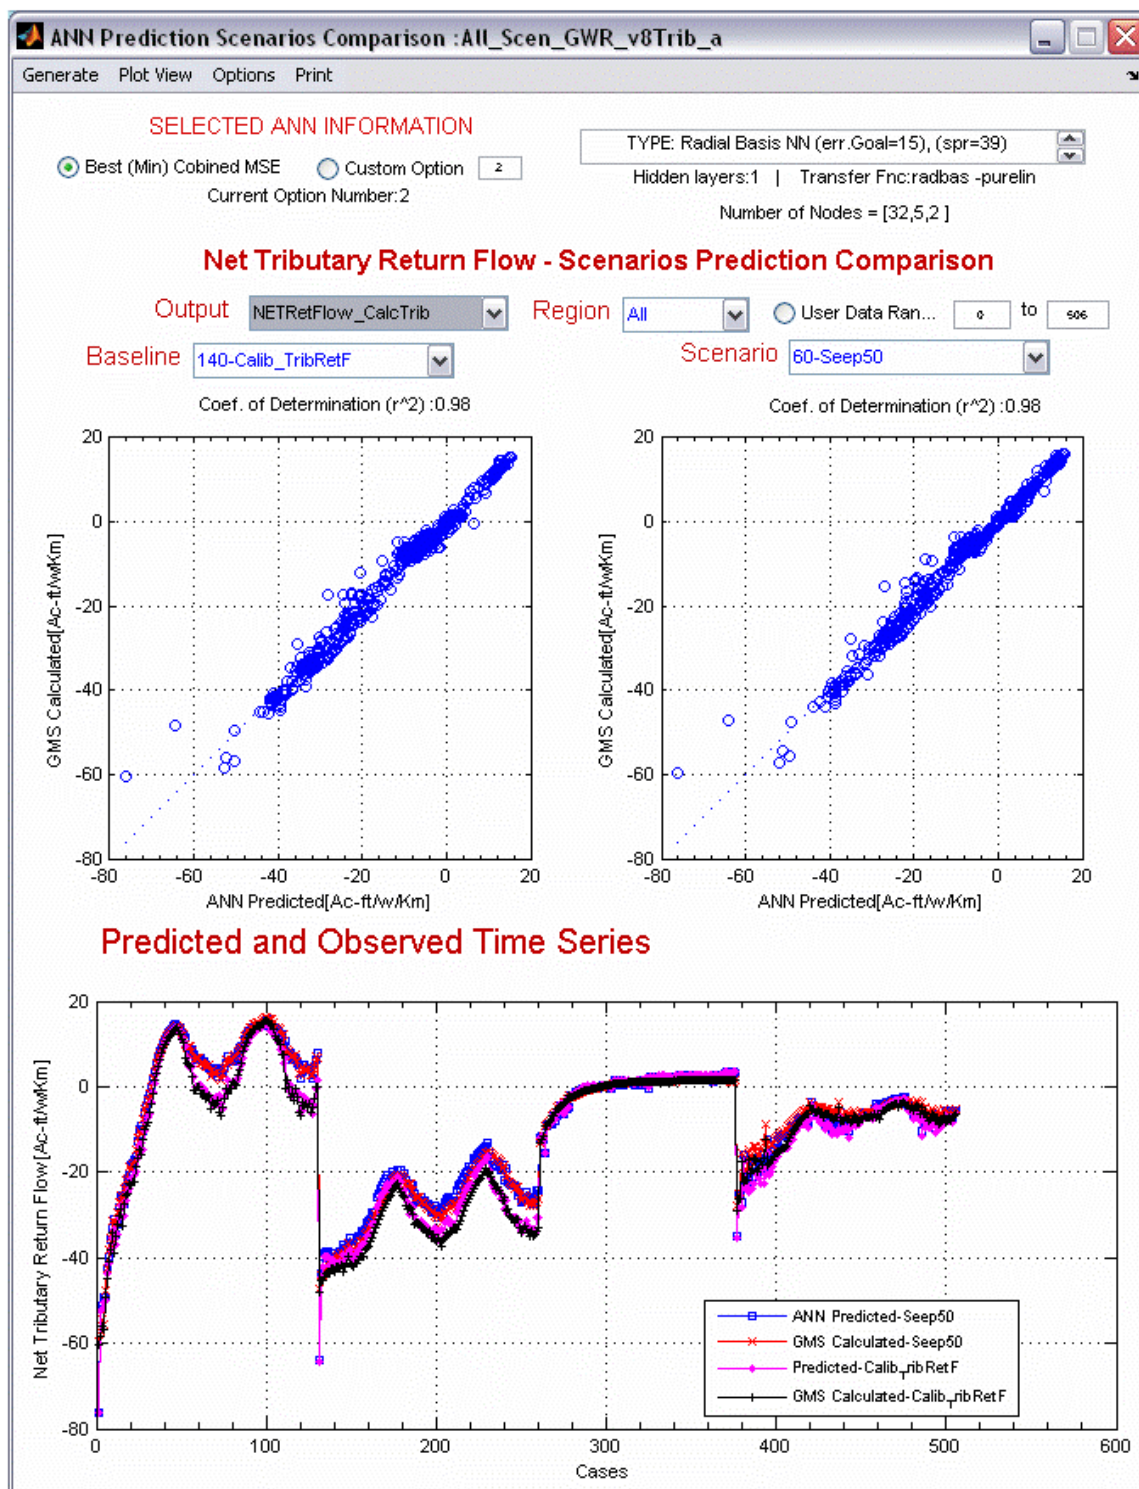 ANN Prediction Scenarios Comparison :All_Scen_GWR_v8Trib_a
Generate Plot View Options Print
SELECTED ANN INFORMATION
TYPE: Radial Basis NN (err.Goal=15), (spr=39)
Best (Min) Cobined MSE Custom Option 2
Hidden layers:1 | Transfer Fnc:radbas -purelin
Current Option Number:2
Number of Nodes = [32,5,2 ]
Net Tributary Return Flow - Scenarios Prediction Comparison
Output NETRetFlow_CalcTrib Region All User Data Ran... 0 to 506
Baseline 140-Calib_TribRetF Scenario 60-Seep50
Coef. of Determination (r^2) :0.98
Coef. of Determination (r^2) :0.98
20
0
-20
-40
-60
-80
GMS Calculated[Ac-ft/w/Km]
-80 -60 -40 -20 0 20
ANN Predicted[Ac-ft/w/Km]
20
0
-20
-40
-60
-80
GMS Calculated[Ac-ft/w/Km]
-80 -60 -40 -20 0 20
ANN Predicted[Ac-ft/w/Km]
Predicted and Observed Time Series
20
0
-20
-40
-60
-80
Net Tributary Return Flow[Ac-ft/w/Km]
ANN Predicted-Seep50
GMS Calculated-Seep50
Predicted-Calib_TribRetF
GMS Calculated-Calib_TribRetF
0 100 200 300 400 500 600
Cases